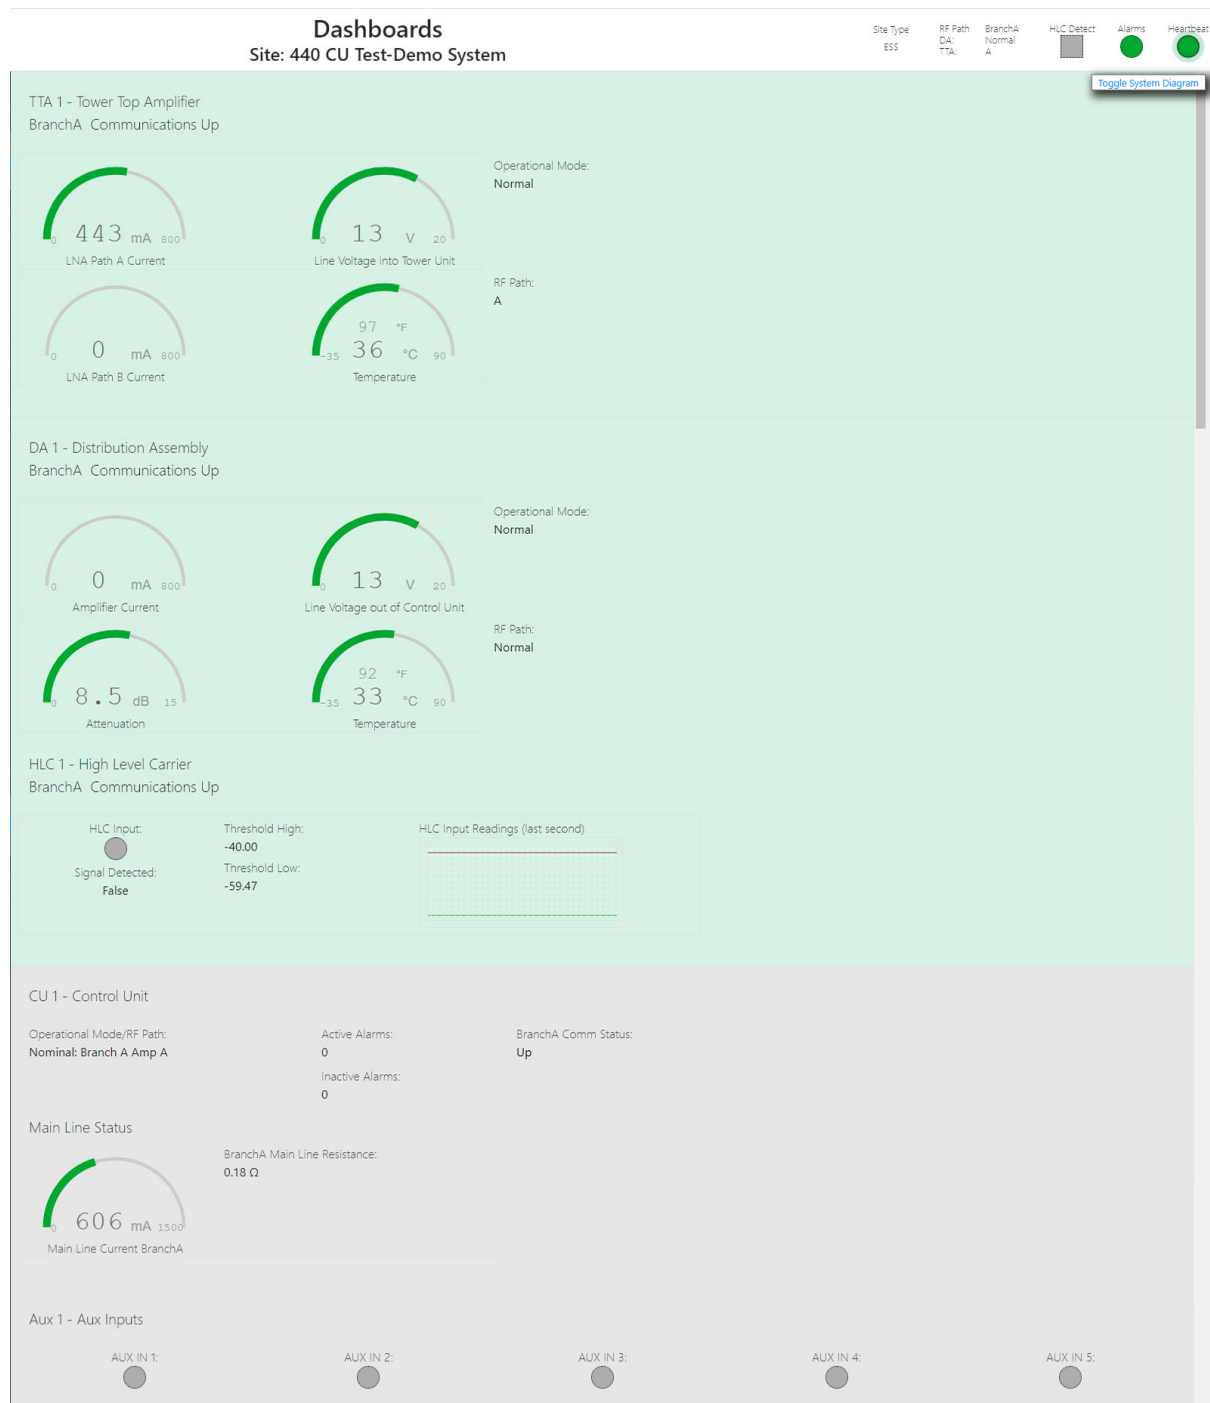 Dashboards
Site: 440 CU Test-Demo System
Site Type
ESS
RF Path BranchA
DA: Normal
TTA: A
HLC Detect
Alarms
Heartbeat
Toggle System Diagram
TTA 1 - Tower Top Amplifier
BranchA Communications Up
0 443 mA 800
LNA Path A Current
0 13 V 20
Line Voltage into Tower Unit
Operational Mode:
Normal
0 0 mA 800
LNA Path B Current
97 °F
-35 36 °C 90
Temperature
RF Path:
A
DA 1 - Distribution Assembly
BranchA Communications Up
0 0 mA 800
Amplifier Current
0 13 V 20
Line Voltage out of Control Unit
Operational Mode:
Normal
0 8.5 dB 15
Attenuation
92 °F
-35 33 °C 90
Temperature
RF Path:
Normal
HLC 1 - High Level Carrier
BranchA Communications Up
HLC Input:
Signal Detected:
False
Threshold High:
-40.00
Threshold Low:
-59.47
HLC Input Readings (last second)
CU 1 - Control Unit
Operational Mode/RF Path:
Nominal: Branch A Amp A
Active Alarms:
0
Inactive Alarms:
0
BranchA Comm Status:
Up
Main Line Status
0 606 mA 1500
Main Line Current BranchA
BranchA Main Line Resistance:
0.18 Ω
Aux 1 - Aux Inputs
AUX IN 1:
AUX IN 2:
AUX IN 3:
AUX IN 4:
AUX IN 5: